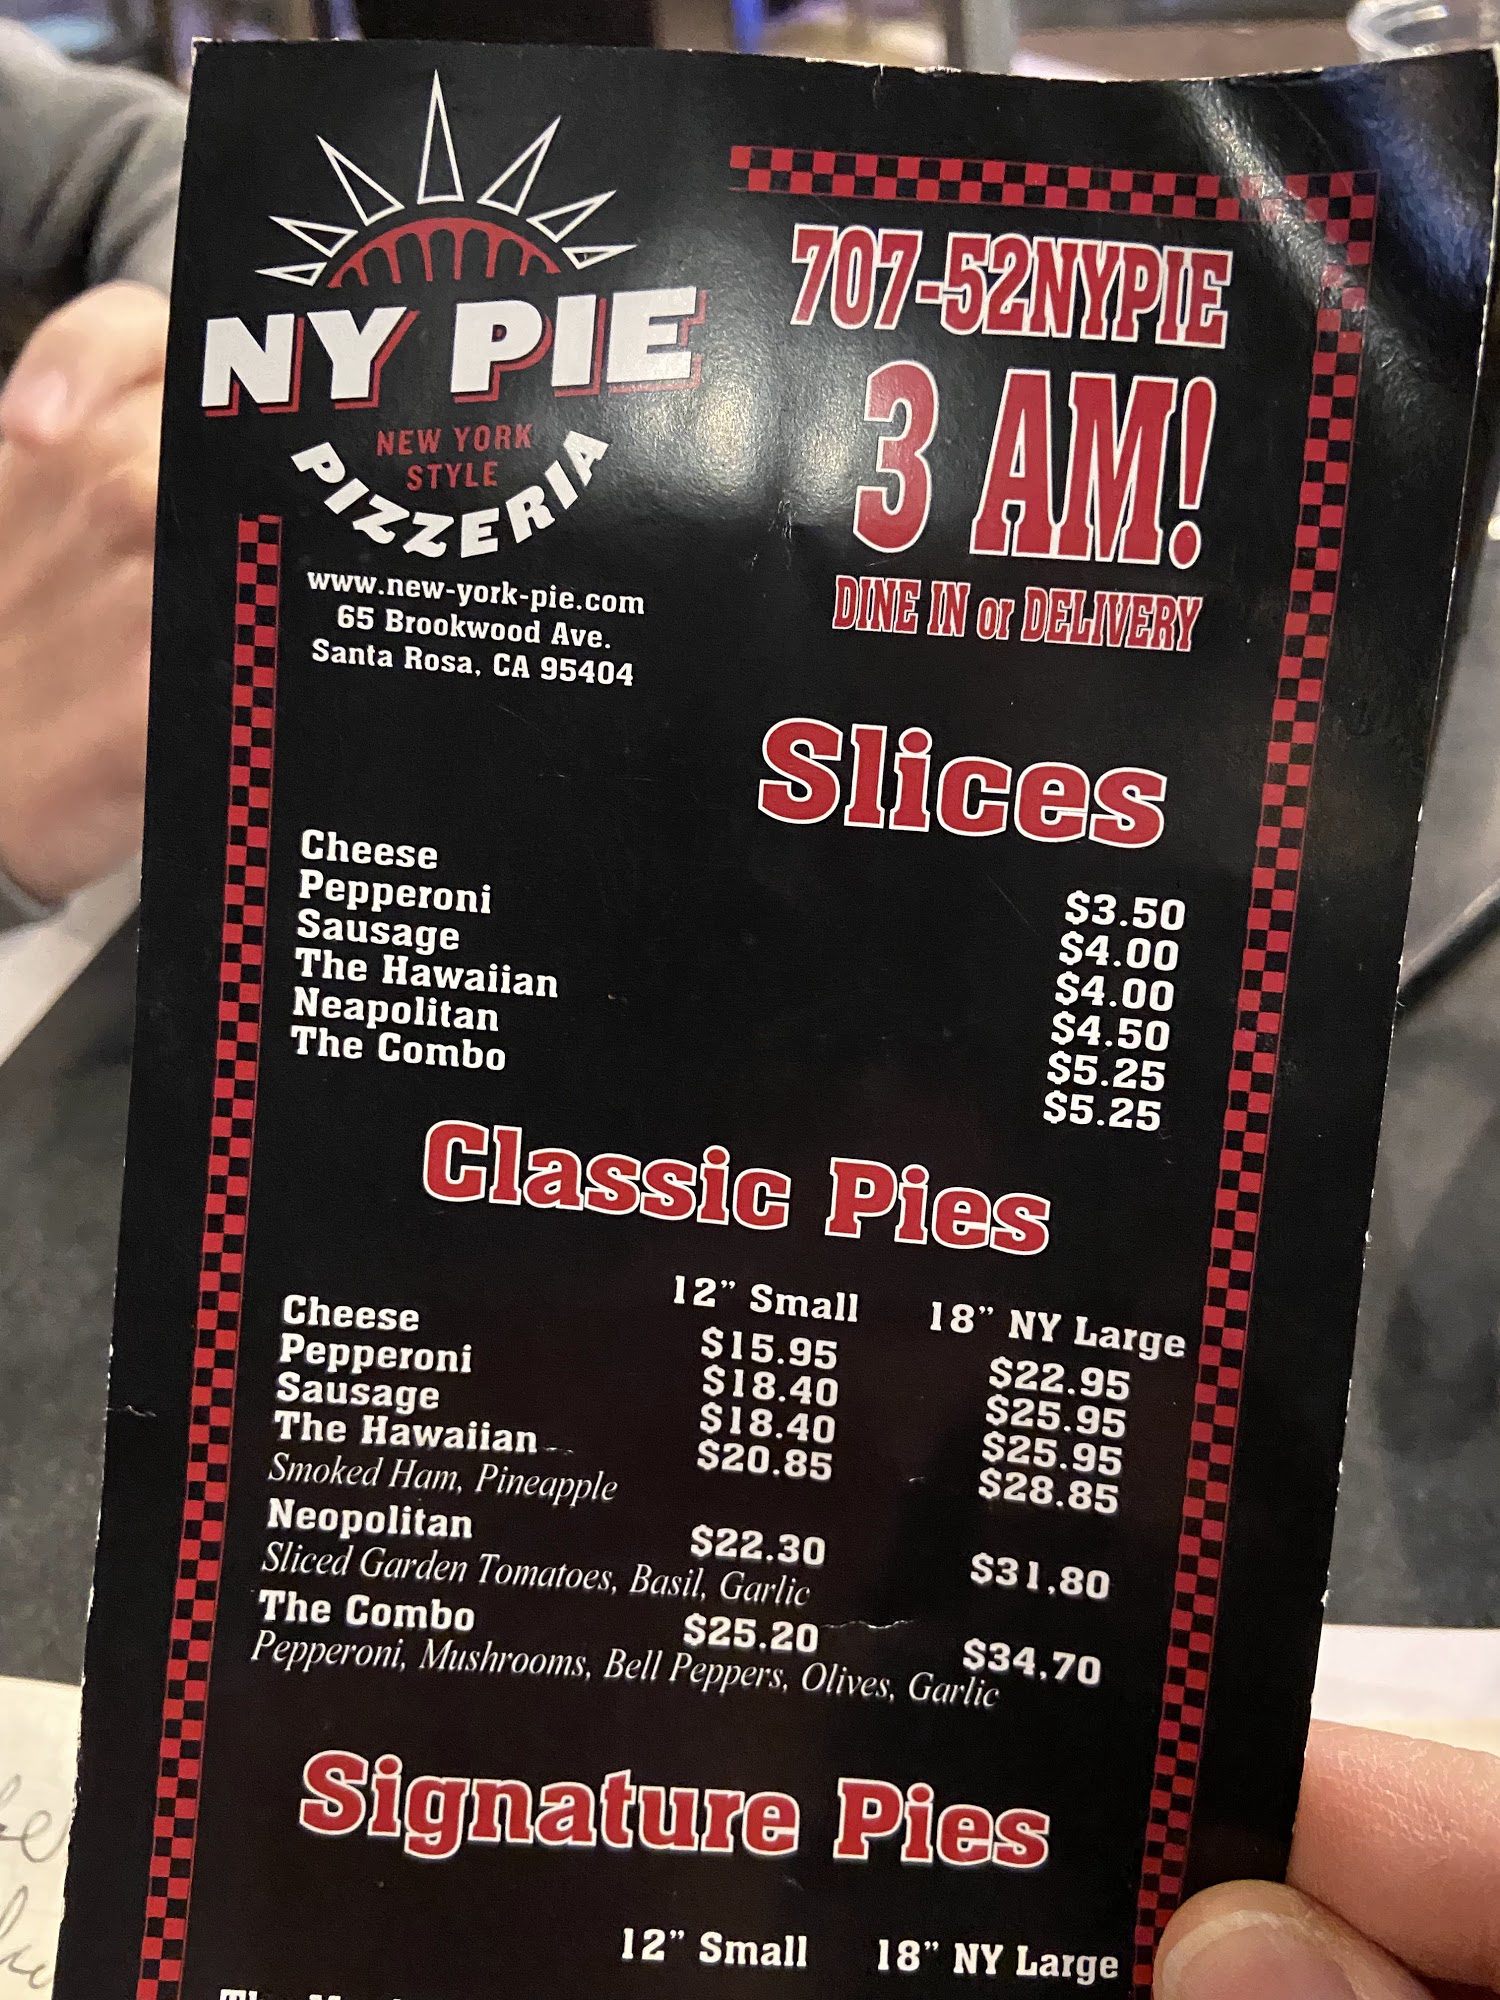 NY PIE
NEW YORK
STYLE
PIZZERIA
www.new-york-pie.com
65 Brookwood Ave.
Santa Rosa, CA 95404
707-52NYPIE
3 AM!
DINE IN or DELIVERY
Slices
Cheese $3.50
Pepperoni $4.00
Sausage $4.00
The Hawaiian $4.50
Neapolitan $5.25
The Combo $5.25
Classic Pies
12" Small 18" NY Large
Cheese $15.95 $22.95
Pepperoni $18.40 $25.95
Sausage $18.40 $25.95
The Hawaiian $20.85 $28.85
Smoked Ham, Pineapple
Neopolitan $22.30 $31.80
Sliced Garden Tomatoes, Basil, Garlic
The Combo $25.20 $34.70
Pepperoni, Mushrooms, Bell Peppers, Olives, Garlic
Signature Pies
12" Small 18" NY Large